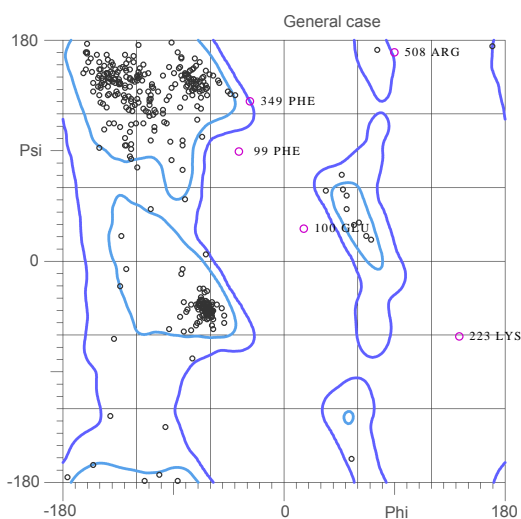 General case
180
508 ARG
349 PHE
Psi
99 PHE
100 GLU
0
223 LYS
-180
-180
0
Phi
180